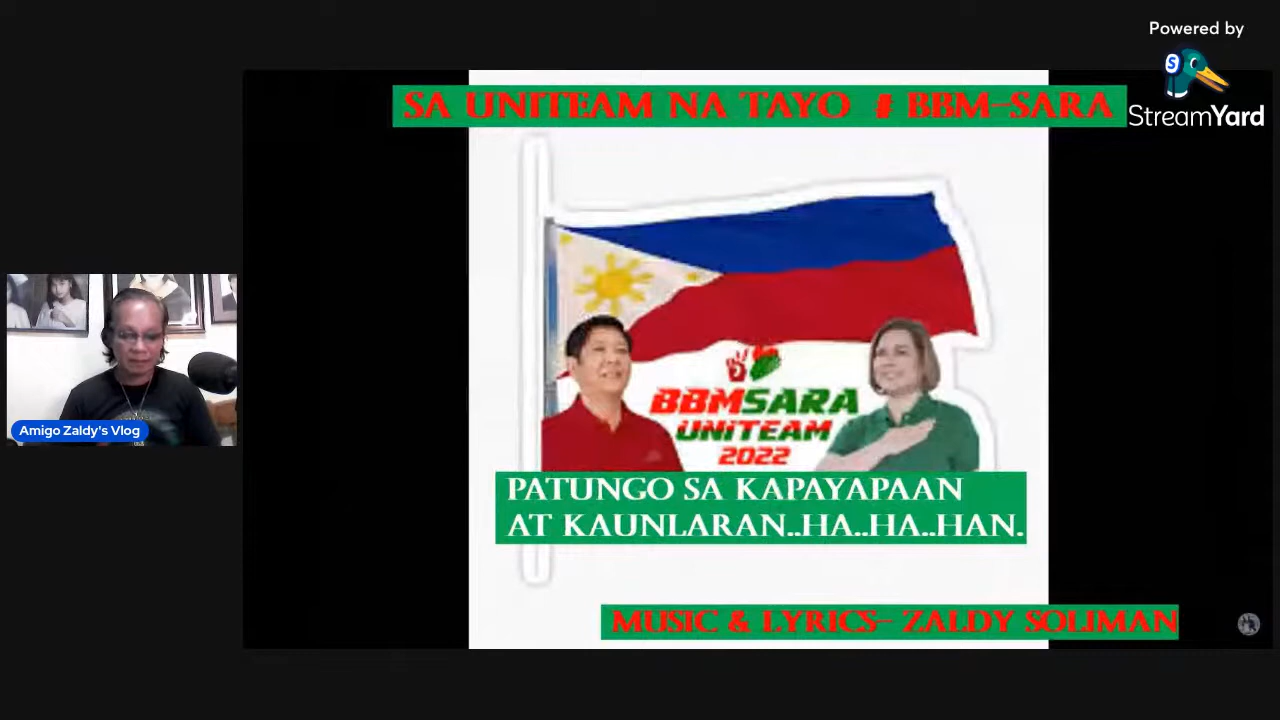 Powered by
S
StreamYard
SA UNITEAM NA TAYO # BBM-SARA
BBMSARA
UNITEAM
2022
Amigo Zaldy's Vlog
PATUNGO SA KAPAYAPAAN
AT KAUNLARAN..HA..HA..HAN.
MUSIC & LYRICS- ZALDY SOLIMAN